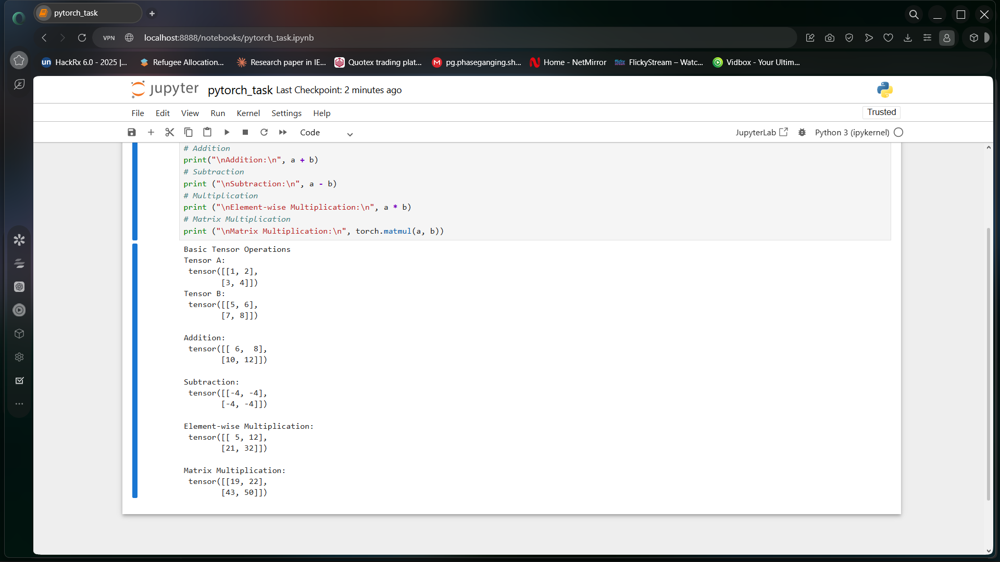 pytorch_task
VPN localhost:8888/notebooks/pytorch_task.ipynb
un HackRx 6.0 - 2025 |... Refugee Allocation... Research paper in IE... Quotex trading plat... M pg.phaseganging.sh... N Home - NetMirror FlickyStream – Watc... Vidbox - Your Ultim...
jupyter pytorch_task Last Checkpoint: 2 minutes ago
File Edit View Run Kernel Settings Help Trusted
Code JupyterLab Python 3 (ipykernel)
# Addition
print("\nAddition:\n", a + b)
# Subtraction
print ("\nSubtraction:\n", a - b)
# Multiplication
print ("\nElement-wise Multiplication:\n", a * b)
# Matrix Multiplication
print ("\nMatrix Multiplication:\n", torch.matmul(a, b))
Basic Tensor Operations
Tensor A:
tensor([[1, 2],
[3, 4]])
Tensor B:
tensor([[5, 6],
[7, 8]])
Addition:
tensor([[ 6,  8],
[10, 12]])
Subtraction:
tensor([[-4, -4],
[-4, -4]])
Element-wise Multiplication:
tensor([[ 5, 12],
[21, 32]])
Matrix Multiplication:
tensor([[19, 22],
[43, 50]])